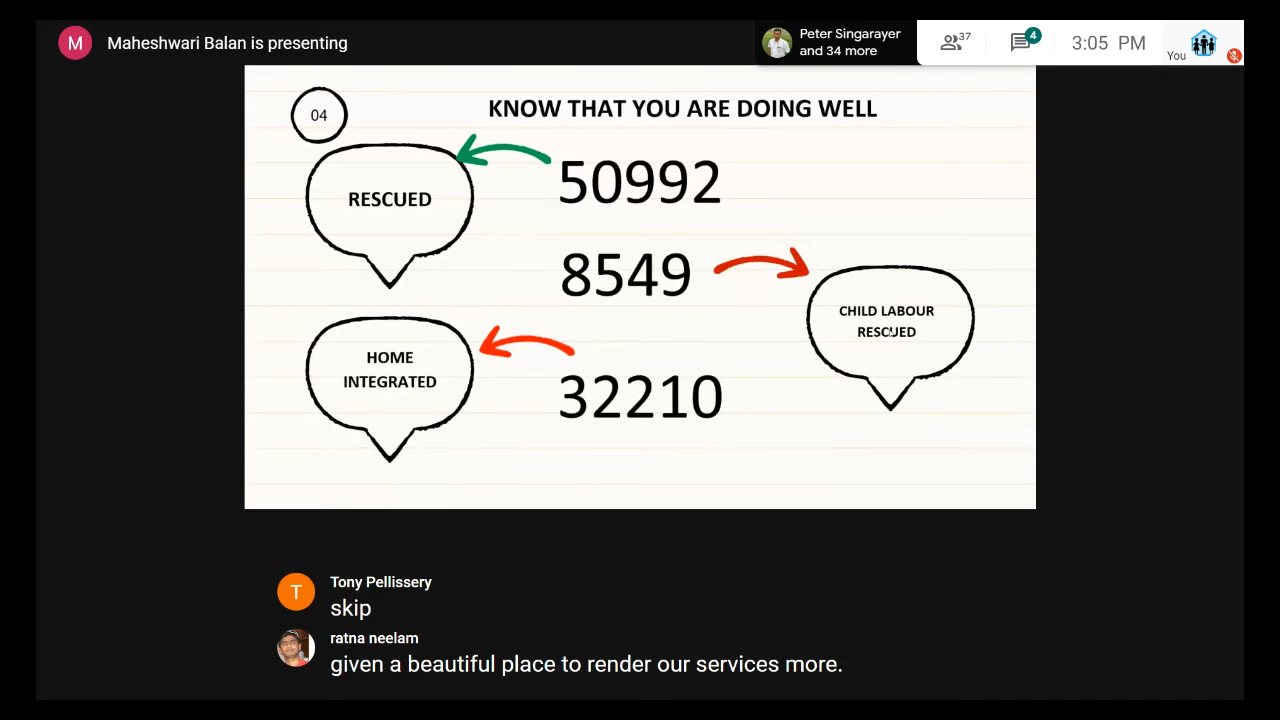 M
Maheshwari Balan is presenting
Peter Singarayer
and 34 more
37
4
3:05 PM
You
04
KNOW THAT YOU ARE DOING WELL
RESCUED
50992
8549
CHILD LABOUR
RESCUED
HOME
INTEGRATED
32210
T
Tony Pellissery
skip
ratna neelam
given a beautiful place to render our services more.